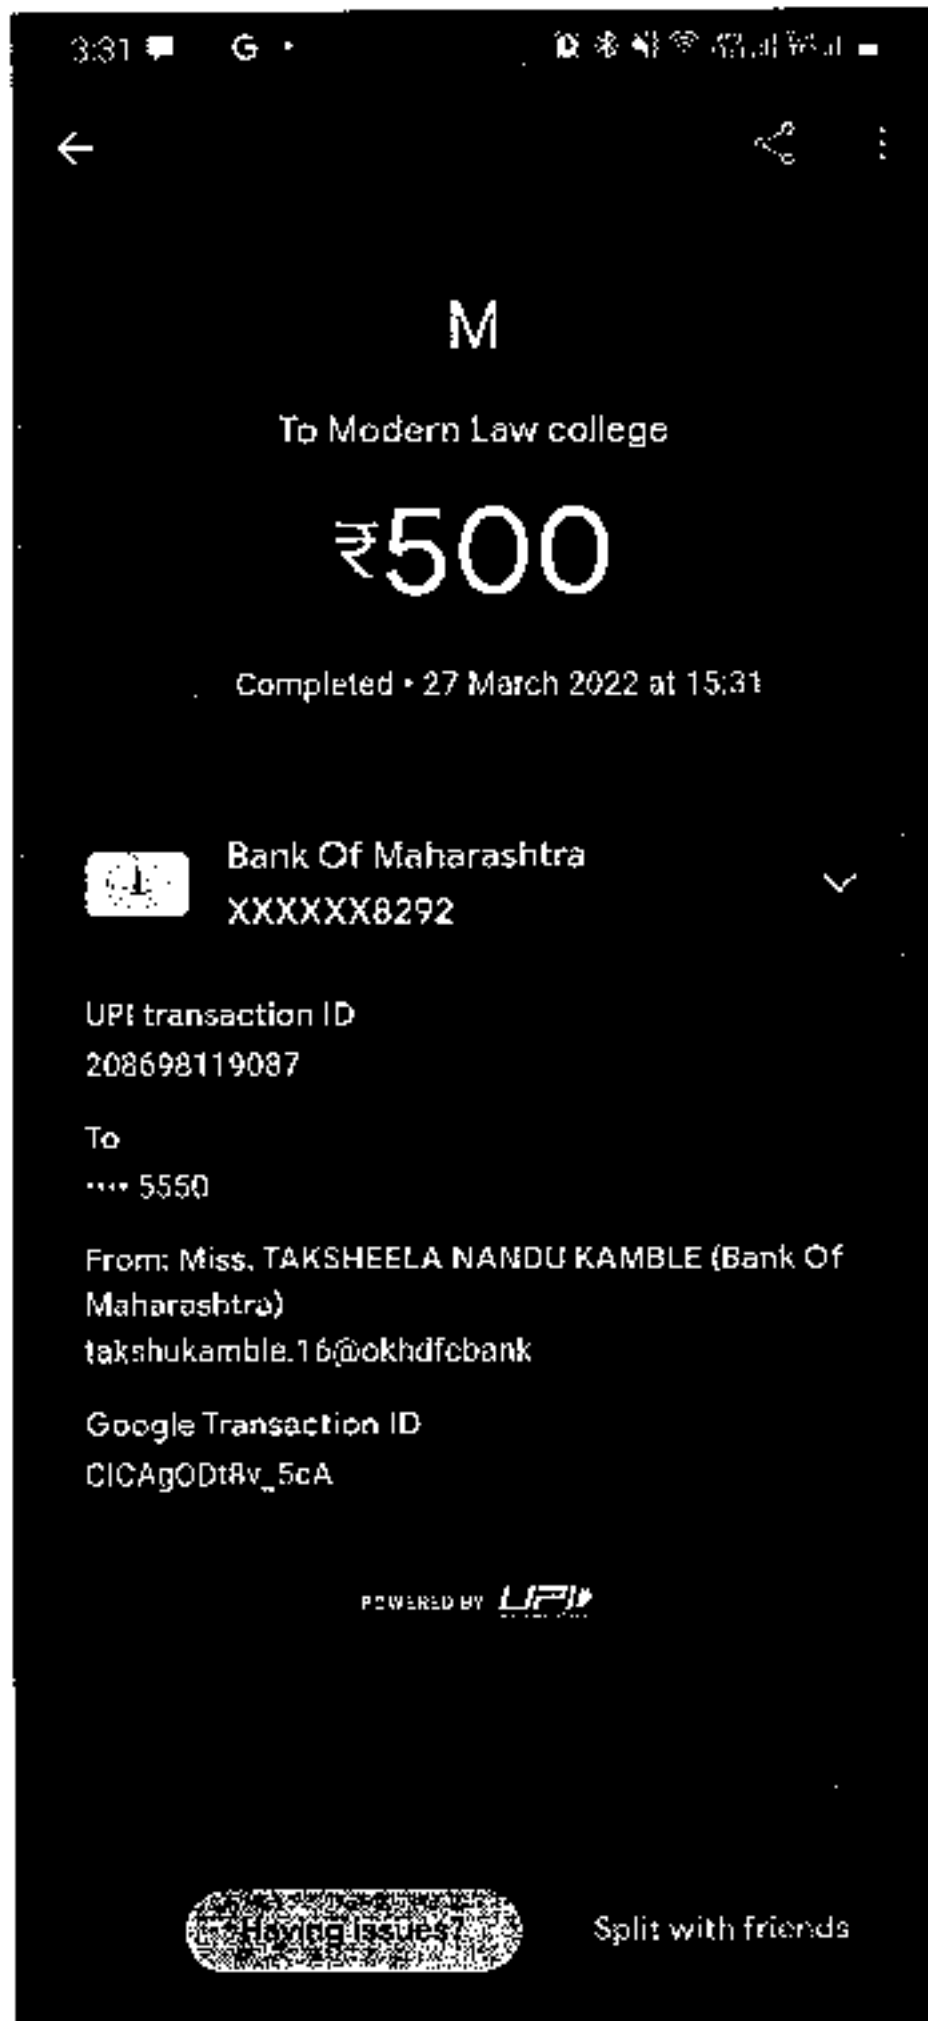 3:31
G
M
To Modern Law college
₹500
Completed • 27 March 2022 at 15:31
Bank Of Maharashtra
XXXXXX8292
UPI transaction ID
208698119087
To
•••• 5550
From: Miss. TAKSHEELA NANDU KAMBLE (Bank Of
Maharashtra)
takshukamble.16@okhdfcbank
Google Transaction ID
CICAgODt8v_5cA
POWERED BY UPI
Having issues?
Split with friends